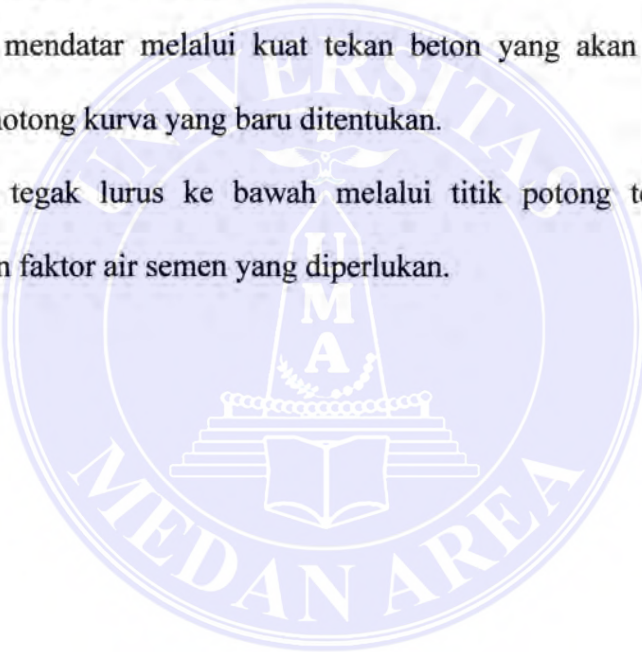 mendatar melalui kuat tekan beton yang akan
otong kurva yang baru ditentukan.
tegak lurus ke bawah melalui titik potong
n faktor air semen yang diperlukan.
UNIVERSITAS
UMA
MEDAN AREA